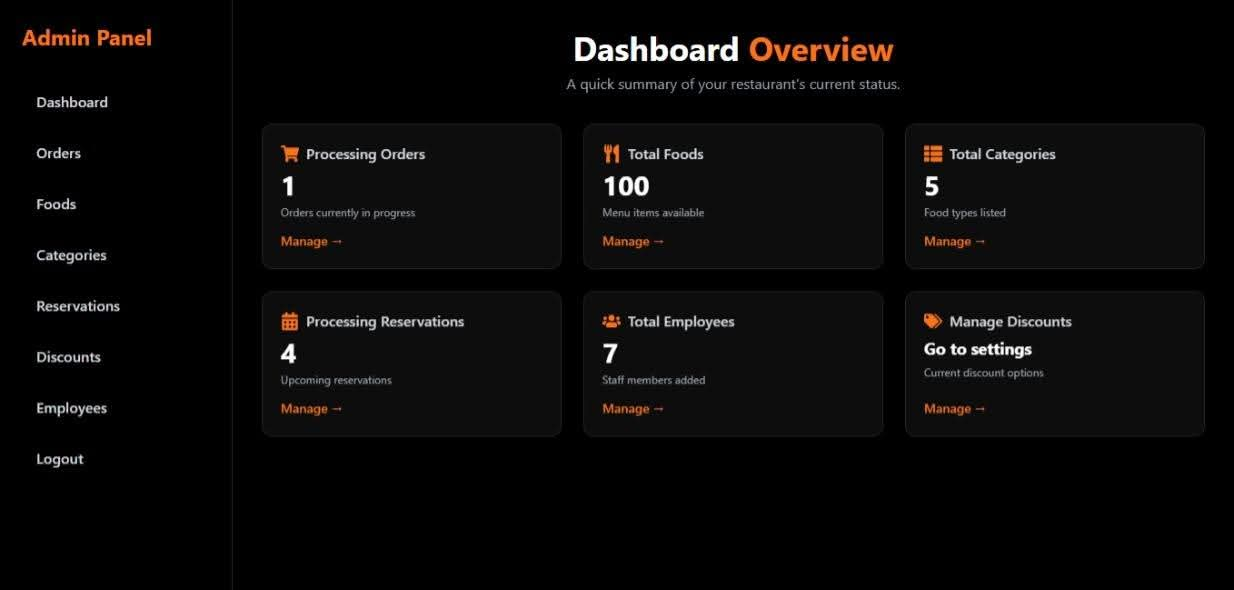 Admin Panel
Dashboard
Orders
Foods
Categories
Reservations
Discounts
Employees
Logout
Dashboard Overview
A quick summary of your restaurant's current status.
Processing Orders
1
Orders currently in progress
Manage →
Total Foods
100
Menu items available
Manage →
Total Categories
5
Food types listed
Manage →
Processing Reservations
4
Upcoming reservations
Manage →
Total Employees
7
Staff members added
Manage →
Manage Discounts
Go to settings
Current discount options
Manage →